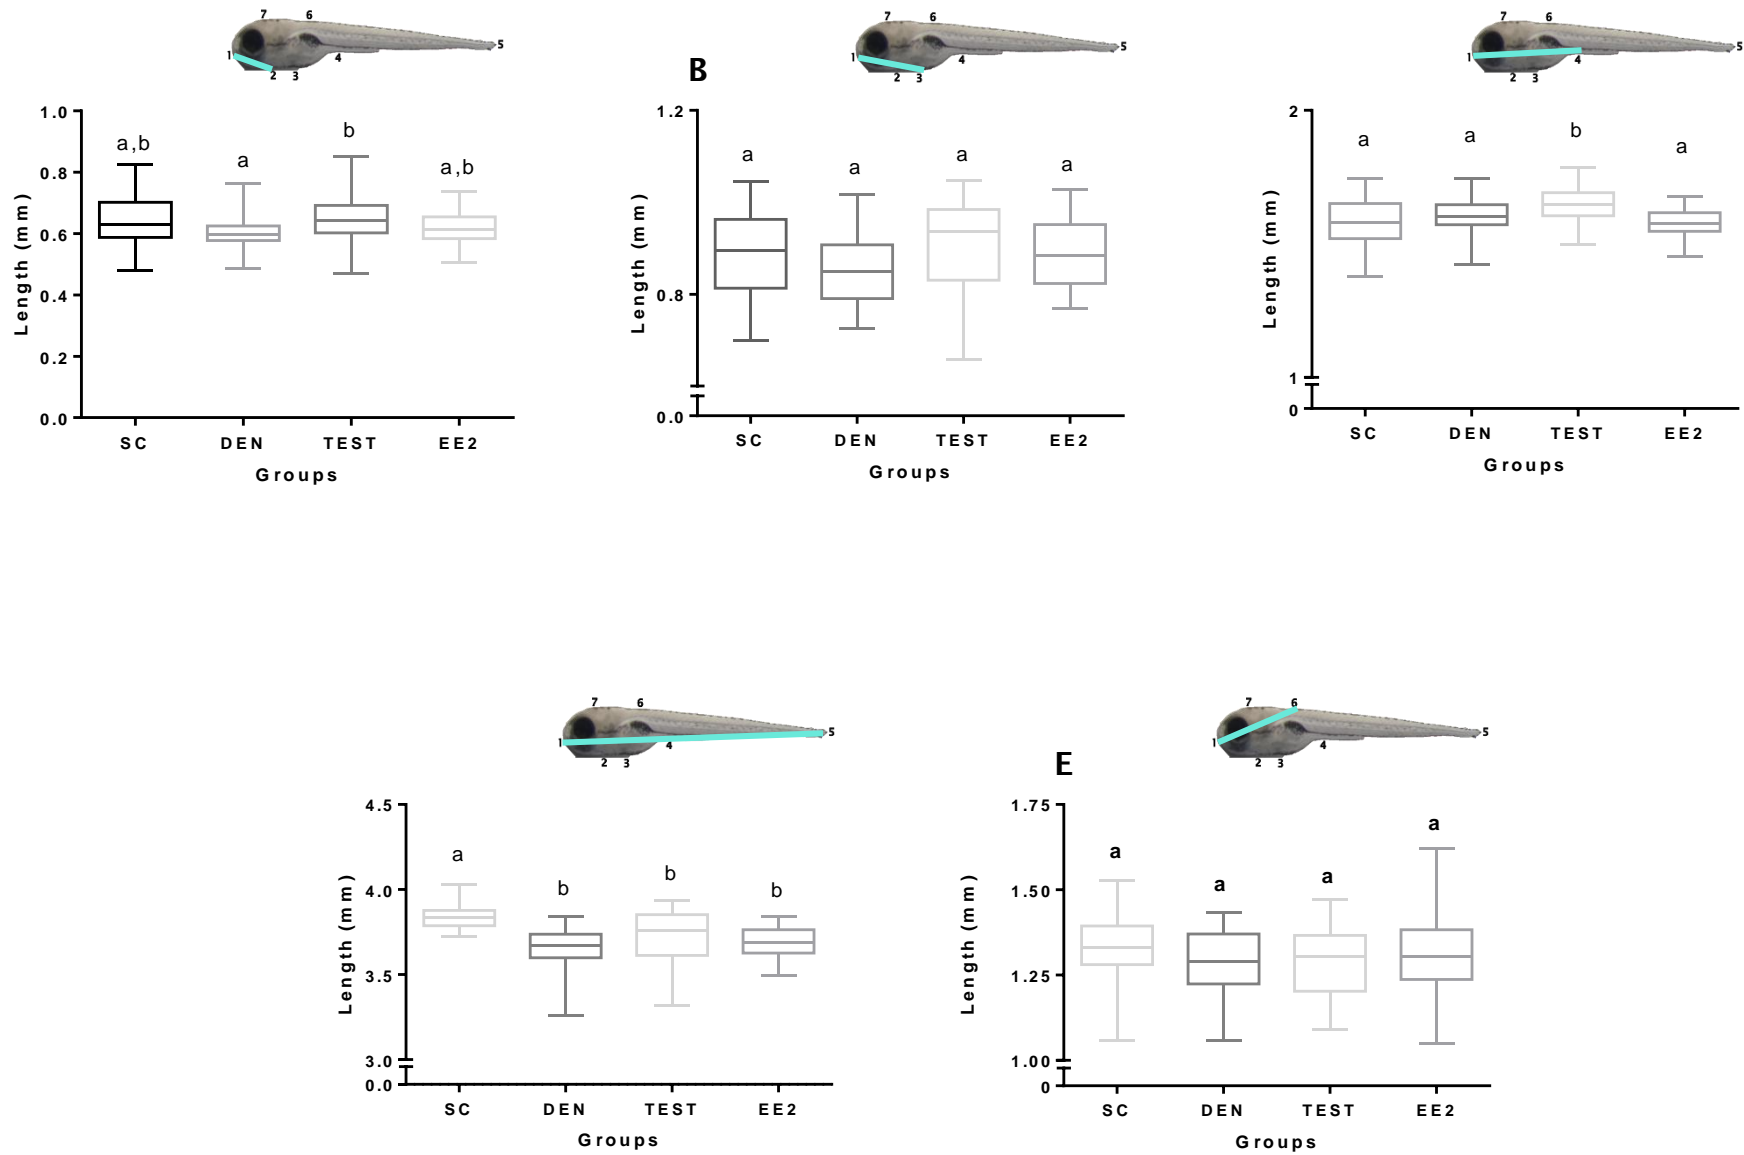 7 6
1 5
2 3 4
1.0
0.8
0.6
0.4
0.2
0.0
Length (mm)
a,b a b a,b
SC DEN TEST EE2
Groups
B
7 6
1 5
2 3 4
1.2
0.8
0.0
Length (mm)
a a a a
SC DEN TEST EE2
Groups
7 6
1 5
2 3 4
2
1
0
Length (mm)
a a b a
SC DEN TEST EE2
Groups
7 6
1 5
2 3 4
4.5
4.0
3.5
3.0
0.0
Length (mm)
a b b b
SC DEN TEST EE2
Groups
E
7 6
1 5
2 3 4
1.75
1.50
1.25
1.00
0
Length (mm)
a a a a
SC DEN TEST EE2
Groups